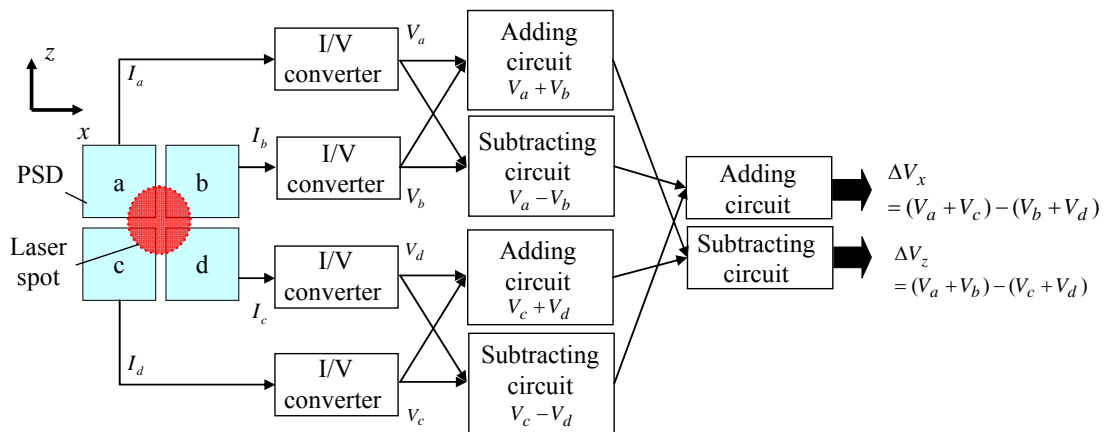 z
x
I_a
I/V
converter
V_a
Adding
circuit
V_a + V_b
PSD
a
b
I_b
I/V
converter
V_b
Subtracting
circuit
V_a − V_b
Laser
spot
c
d
I_c
I/V
converter
V_d
Adding
circuit
V_c + V_d
I_d
I/V
converter
V_c
Subtracting
circuit
V_c − V_d
Adding
circuit
ΔV_x
= (V_a + V_c) − (V_b + V_d)
Subtracting
circuit
ΔV_z
= (V_a + V_b) − (V_c + V_d)